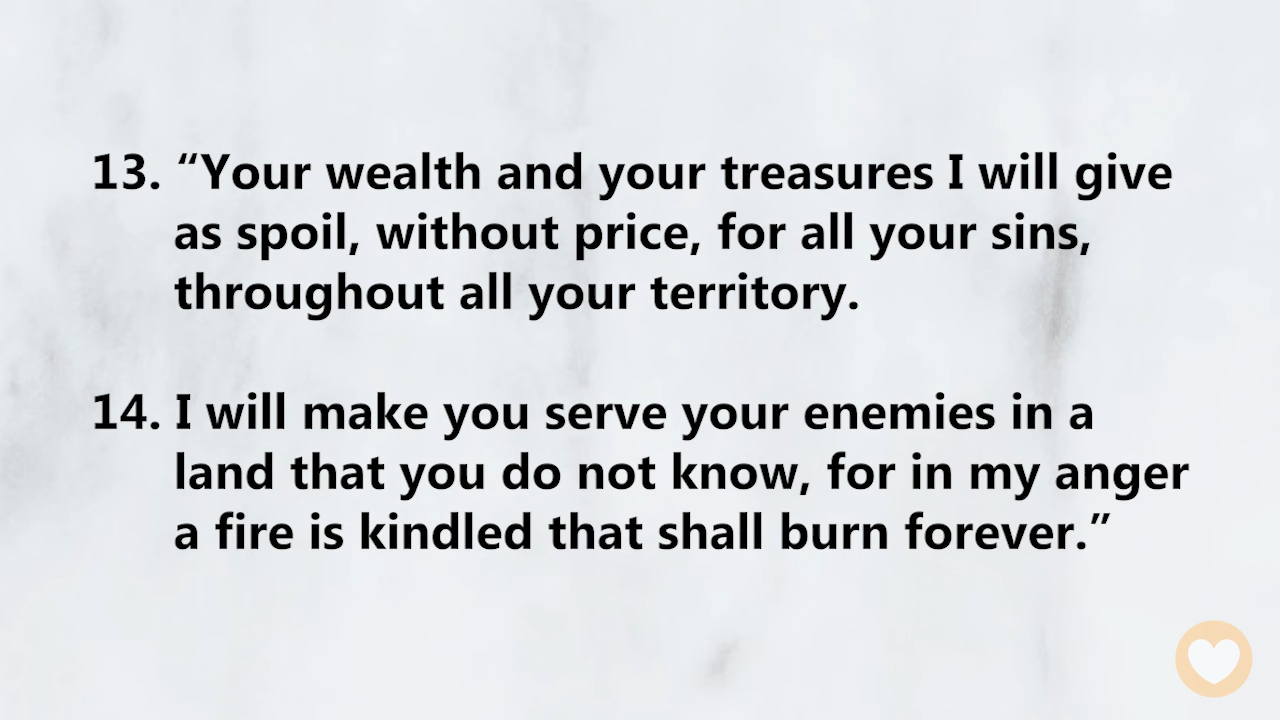 13. “Your wealth and your treasures I will give
as spoil, without price, for all your sins,
throughout all your territory.
14. I will make you serve your enemies in a
land that you do not know, for in my anger
a fire is kindled that shall burn forever.”